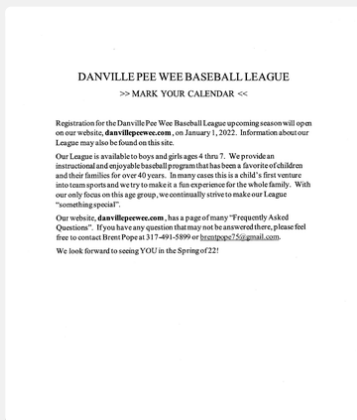 DANVILLE PEE WEE BASEBALL LEAGUE
>> MARK YOUR CALENDAR <<
Registration for the Danville Pee Wee Baseball League upcoming season will open
on our website, danvillepeewee.com, on January 1, 2022. Information about our
League may also be found on this site.
Our League is available to boys and girls ages 4 thru 7. We provide an
instructional and enjoyable baseball program that has been a favorite of children
and their families for over 40 years. In many cases this is a child's first venture
into team sports and we try to make it a fun experience for the whole family. With
our only focus on this age group, we continually strive to make our League
"something special".
Our website, danvillepeewee.com, has a page of many "Frequently Asked
Questions". If you have any question that may not be answered there, please feel
free to contact Brent Pope at 317-491-5899 or brentpope75@gmail.com.
We look forward to seeing YOU in the Spring of 22!